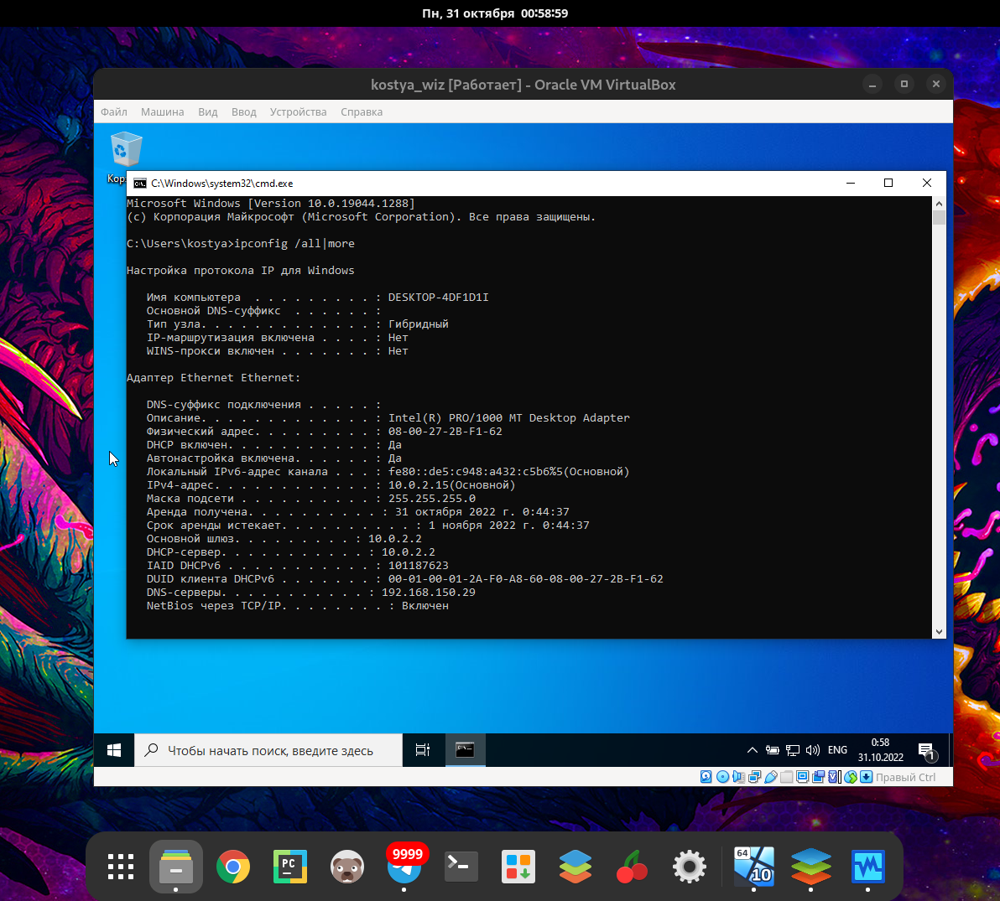 Пн, 31 октября  00:58:59
kostya_wiz [Работает] - Oracle VM VirtualBox
Файл Машина Вид Ввод Устройства Справка
C:\Windows\system32\cmd.exe
Microsoft Windows [Version 10.0.19044.1288]
(c) Корпорация Майкрософт (Microsoft Corporation). Все права защищены.
C:\Users\kostya>ipconfig /all|more
Настройка протокола IP для Windows
Имя компьютера  . . . . . . . . . : DESKTOP-4DF1D1I
Основной DNS-суффикс  . . . . . . :
Тип узла. . . . . . . . . . . . . : Гибридный
IP-маршрутизация включена . . . . : Нет
WINS-прокси включен . . . . . . . : Нет
Адаптер Ethernet Ethernet:
DNS-суффикс подключения . . . . . :
Описание. . . . . . . . . . . . . : Intel(R) PRO/1000 MT Desktop Adapter
Физический адрес. . . . . . . . . : 08-00-27-2B-F1-62
DHCP включен. . . . . . . . . . . : Да
Автонастройка включена. . . . . . : Да
Локальный IPv6-адрес канала . . . : fe80::de5:c948:a432:c5b6%5(Основной)
IPv4-адрес. . . . . . . . . . . . : 10.0.2.15(Основной)
Маска подсети . . . . . . . . . . : 255.255.255.0
Аренда получена. . . . . . . . . . : 31 октября 2022 г. 0:44:37
Срок аренды истекает. . . . . . . . . . : 1 ноября 2022 г. 0:44:37
Основной шлюз. . . . . . . . . : 10.0.2.2
DHCP-сервер. . . . . . . . . . . : 10.0.2.2
IAID DHCPv6 . . . . . . . . . . . : 101187623
DUID клиента DHCPv6 . . . . . . . : 00-01-00-01-2A-F0-A8-60-08-00-27-2B-F1-62
DNS-серверы. . . . . . . . . . . : 192.168.150.29
NetBios через TCP/IP. . . . . . . . : Включен
Чтобы начать поиск, введите здесь
ENG
0:58
31.10.2022
1
Правый Ctrl
PC
9999
64
10